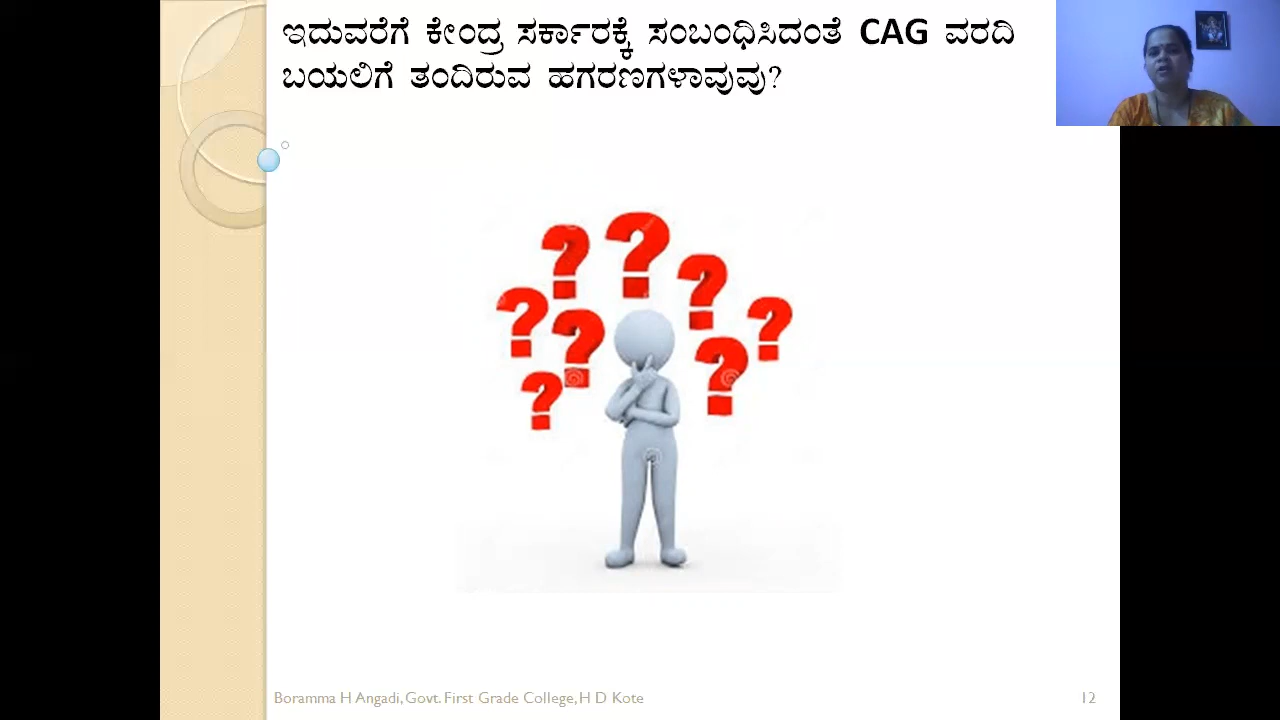 ಇದುವರೆಗೆ ಕೇಂದ್ರ ಸರ್ಕಾರಕ್ಕೆ ಸಂಬಂಧಿಸಿದಂತೆ CAG ವರದಿ
ಬಯಲಿಗೆ ತಂದಿರುವ ಹಗರಣಗಳಾವುವು?
Boramma H Angadi, Govt. First Grade College, H D Kote 12